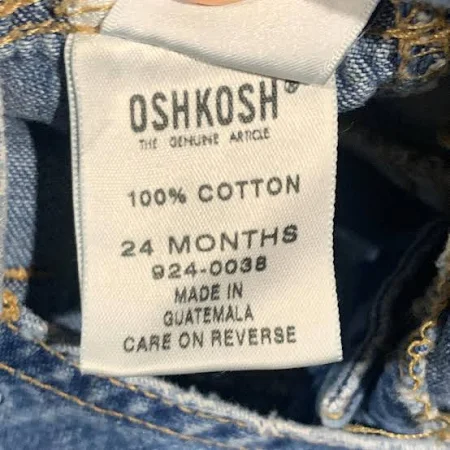 OSHKOSH®
THE GENUINE ARTICLE
100% COTTON
24 MONTHS
924-0038
MADE IN
GUATEMALA
CARE ON REVERSE